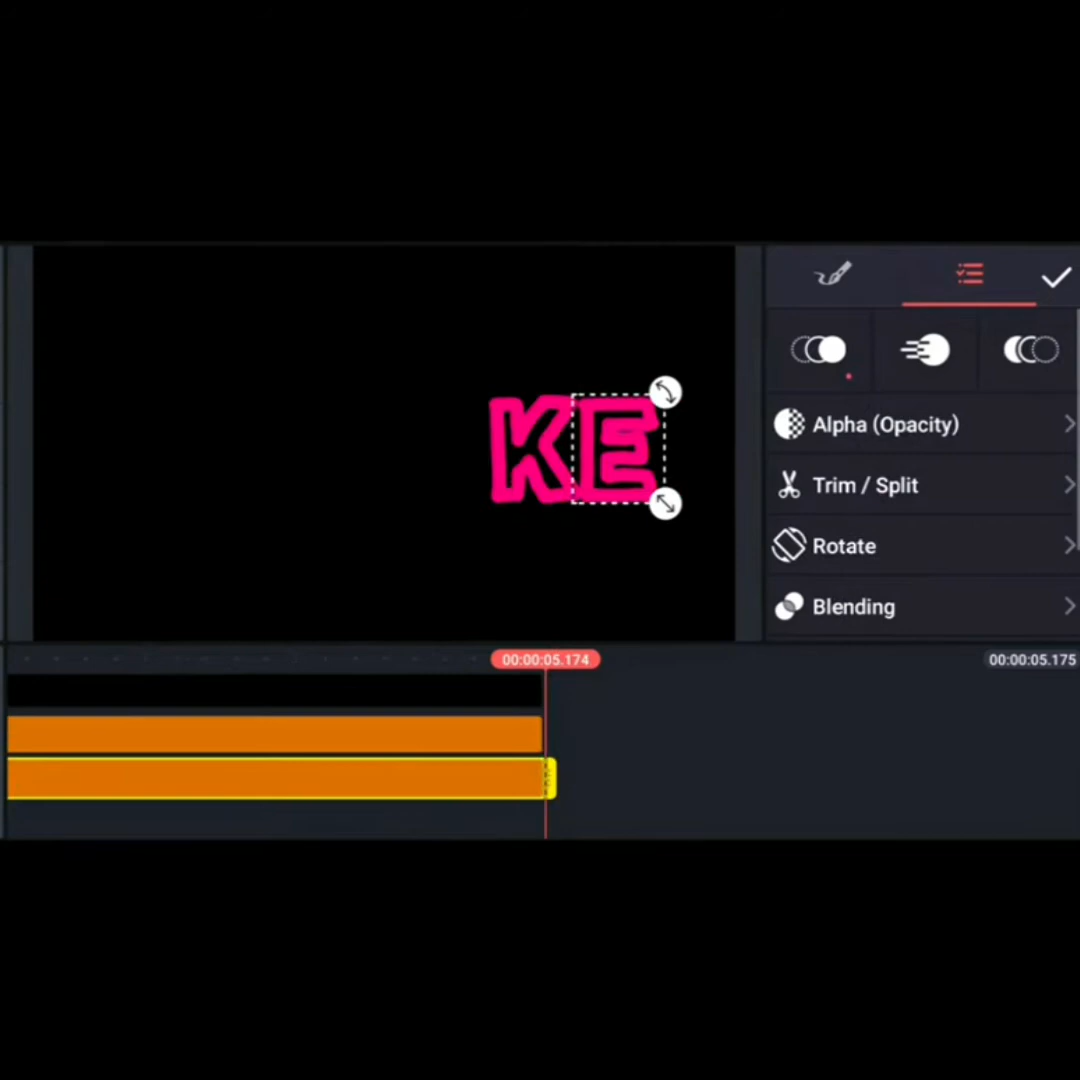 KE
Alpha (Opacity)
Trim / Split
Rotate
Blending
00:00:05.174
00:00:05.175